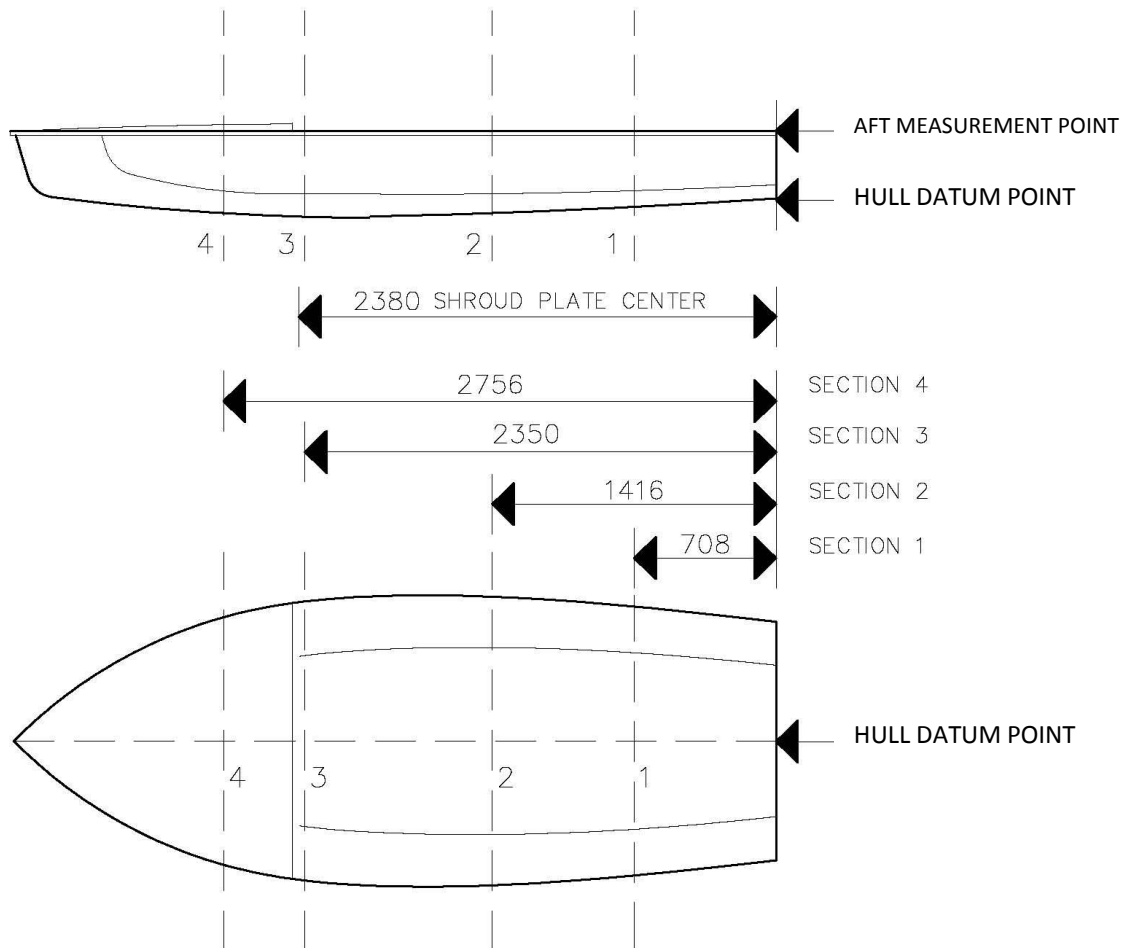 AFT MEASUREMENT POINT
HULL DATUM POINT
4 3 2 1
2380 SHROUD PLATE CENTER
2756 SECTION 4
2350 SECTION 3
1416 SECTION 2
708 SECTION 1
HULL DATUM POINT
4 3 2 1